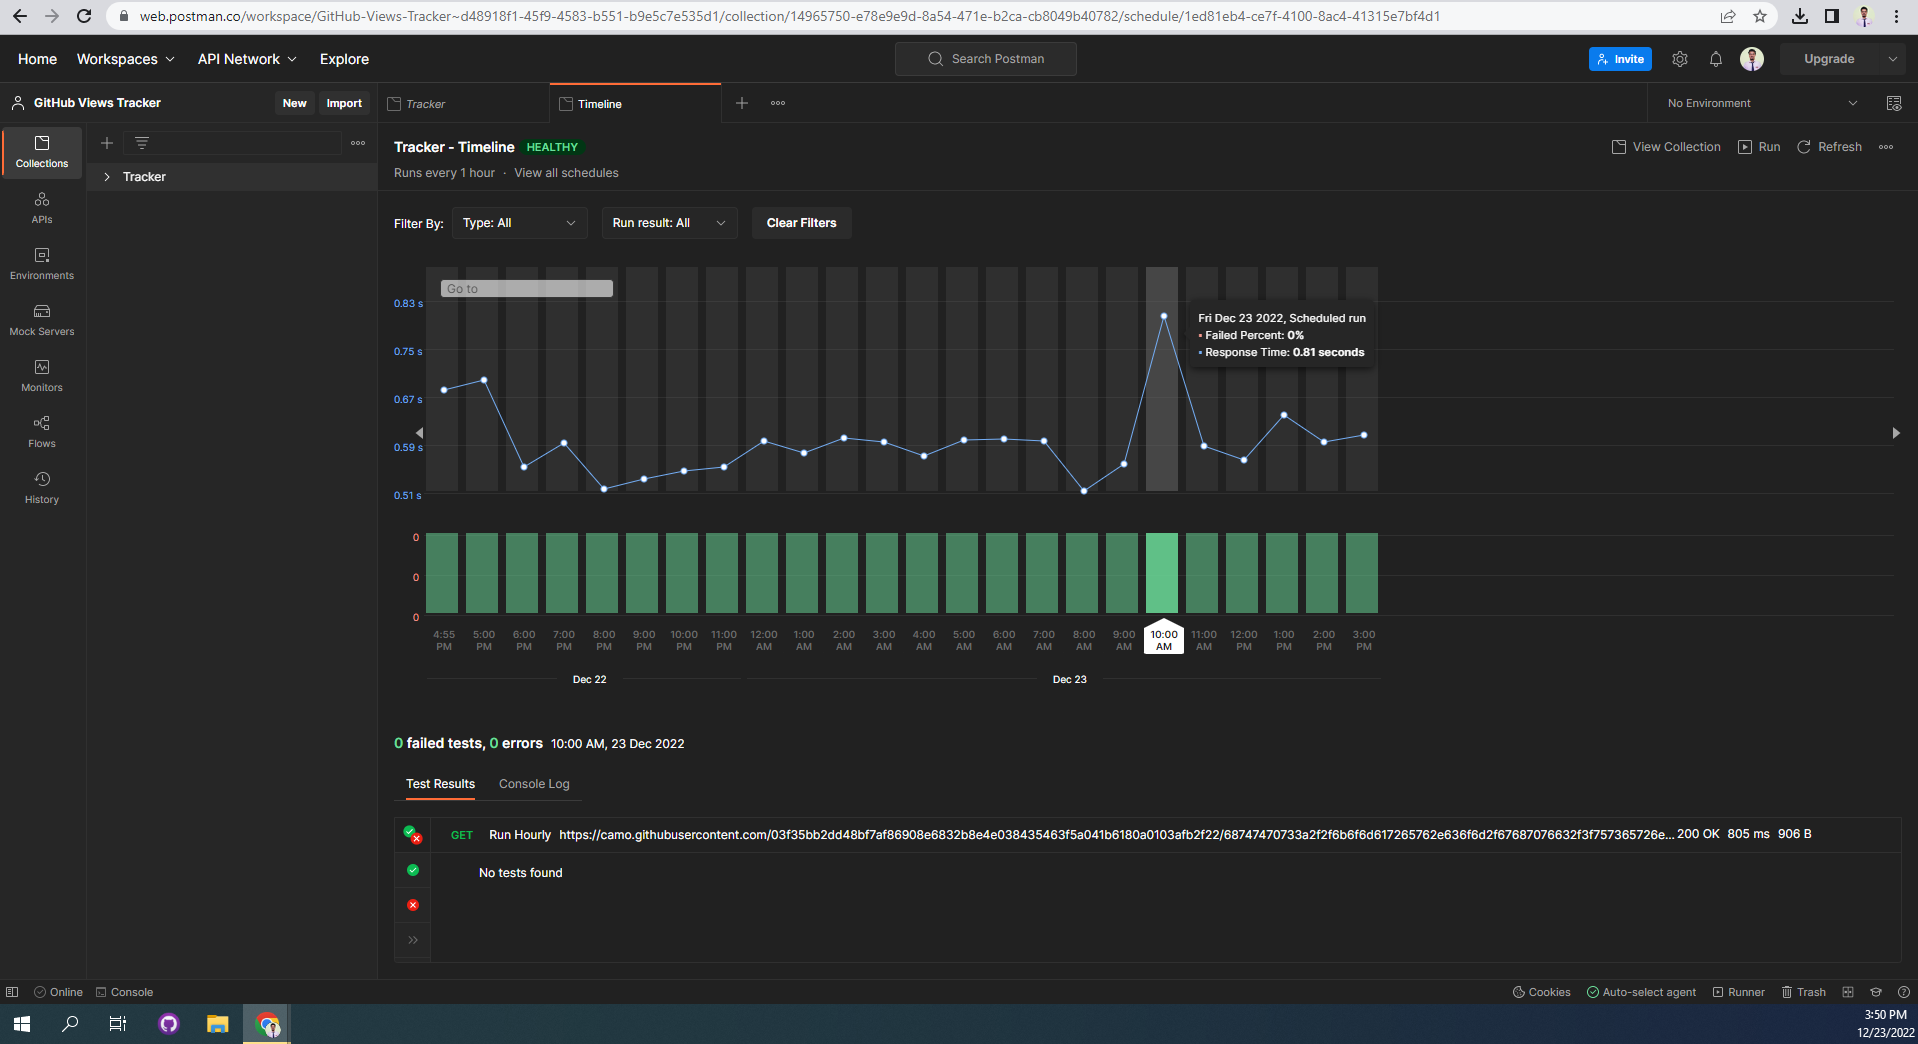 web.postman.co/workspace/GitHub-Views-Tracker~d48918f1-45f9-4583-b551-b9e5c7e535d1/collection/14965750-e78e9e9d-8a54-471e-b2ca-cb8049b40782/schedule/1ed81eb4-ce7f-4100-8ac4-41315e7bf4d1
Home Workspaces API Network Explore Search Postman Invite Upgrade
GitHub Views Tracker New Import Tracker Timeline No Environment
Collections
APIs
Environments
Mock Servers
Monitors
Flows
History
Tracker
Tracker - Timeline HEALTHY View Collection Run Refresh
Runs every 1 hour · View all schedules
Filter By: Type: All Run result: All Clear Filters
Go to
0.83 s
0.75 s
0.67 s
0.59 s
0.51 s
Fri Dec 23 2022, Scheduled run
Failed Percent: 0%
Response Time: 0.81 seconds
0
0
0
4:55 PM 5:00 PM 6:00 PM 7:00 PM 8:00 PM 9:00 PM 10:00 PM 11:00 PM 12:00 AM 1:00 AM 2:00 AM 3:00 AM 4:00 AM 5:00 AM 6:00 AM 7:00 AM 8:00 AM 9:00 AM 10:00 AM 11:00 AM 12:00 PM 1:00 PM 2:00 PM 3:00 PM
Dec 22 Dec 23
0 failed tests, 0 errors 10:00 AM, 23 Dec 2022
Test Results Console Log
GET Run Hourly https://camo.githubusercontent.com/03f35bb2dd48bf7af86908e6832b8e4e038435463f5a041b6180a0103afb2f22/68747470733a2f2f6b6f6d617265762e636f6d2f67687076632f3f757365726e... 200 OK 805 ms 906 B
No tests found
Online Console Cookies Auto-select agent Runner Trash
3:50 PM
12/23/2022